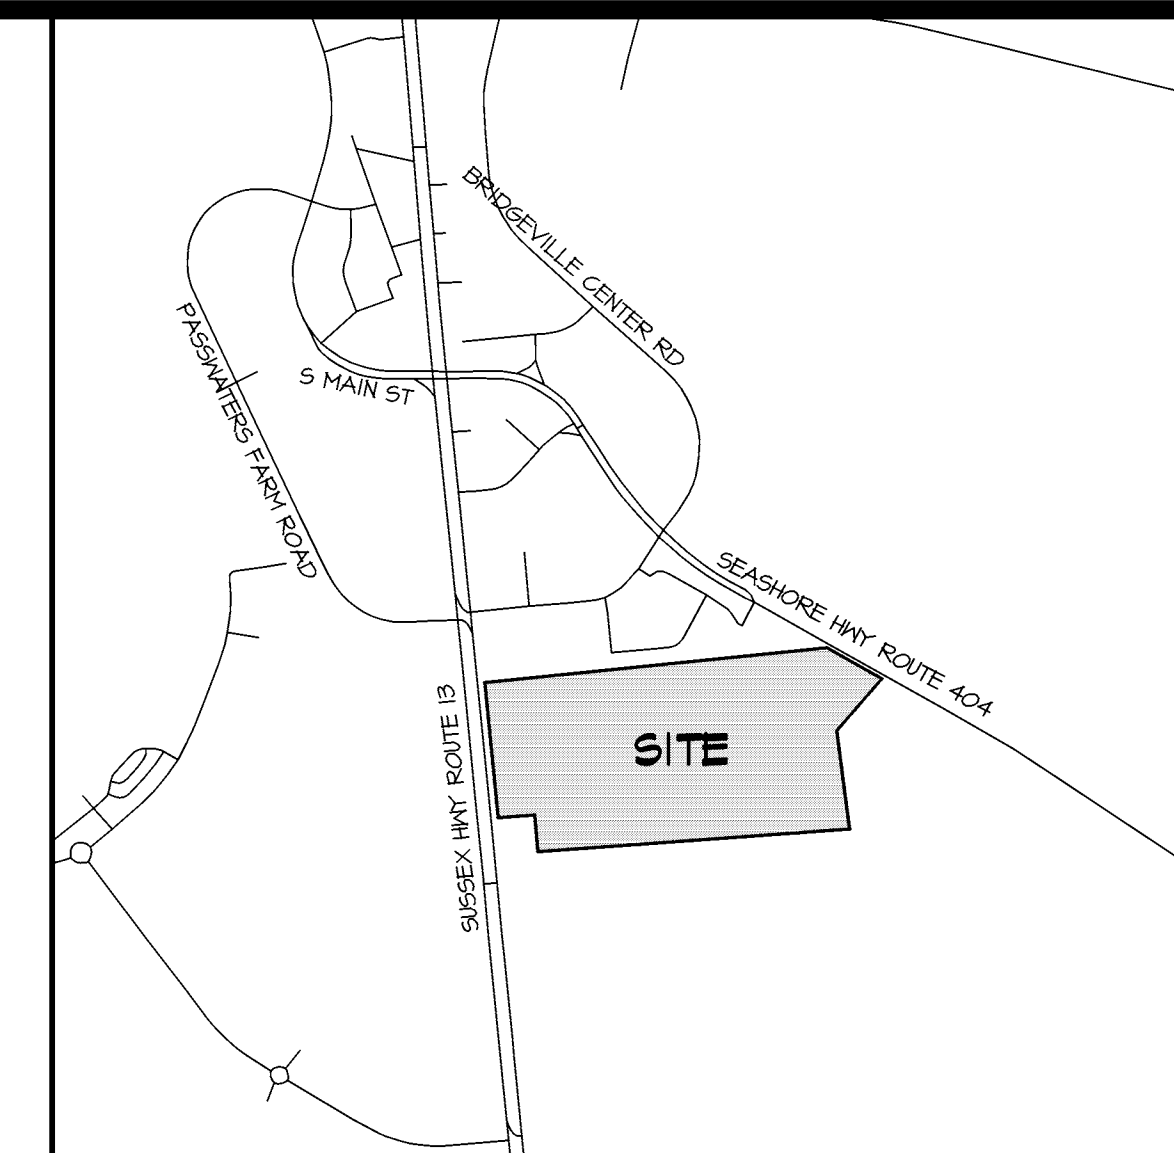 BRIDGEVILLE CENTER RD
PASSWATERS FARM ROAD
S MAIN ST
SEASHORE HWY ROUTE 404
SUSSEX HWY ROUTE 13
SITE